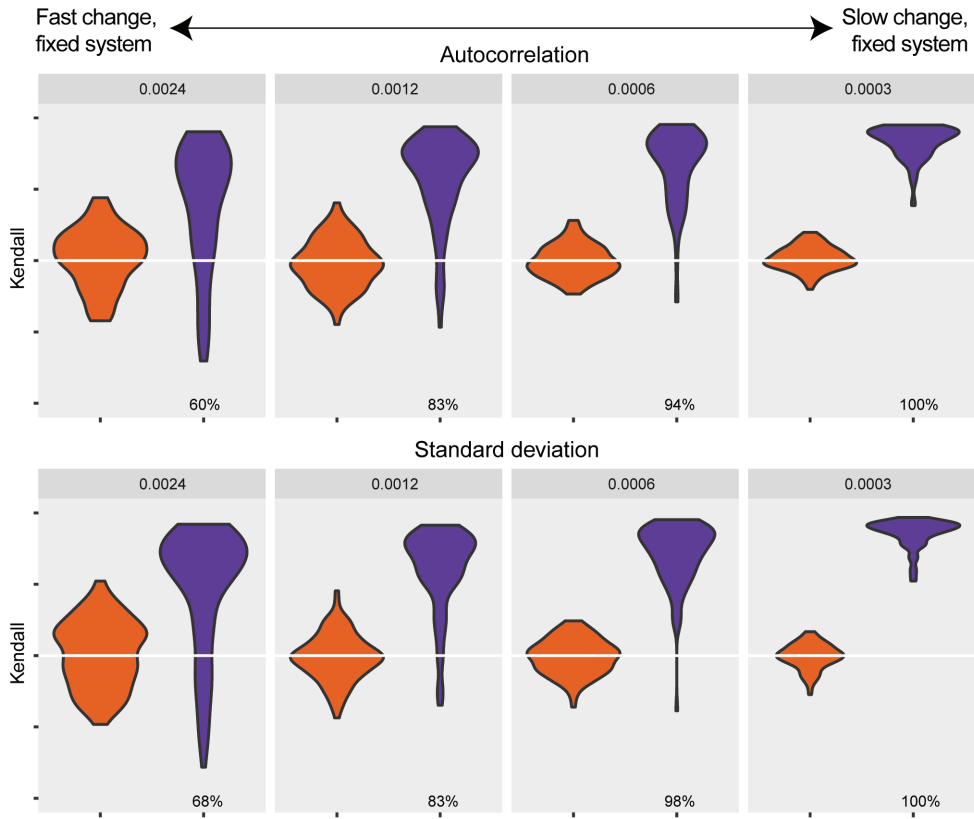 Fast change,
fixed system
Slow change,
fixed system
Autocorrelation
0.0024
0.0012
0.0006
0.0003
Kendall
60%
83%
94%
100%
Standard deviation
0.0024
0.0012
0.0006
0.0003
Kendall
68%
83%
98%
100%